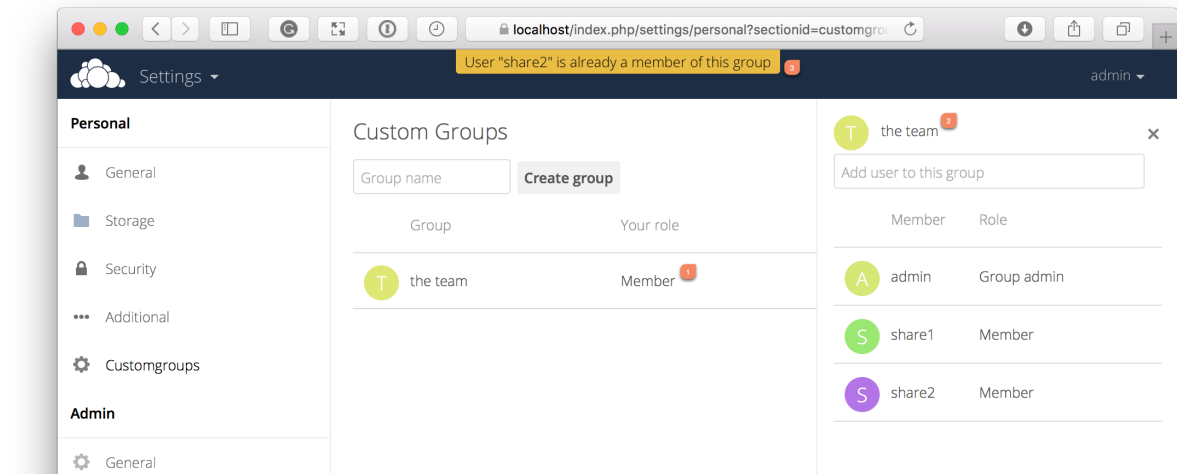 localhost/index.php/settings/personal?sectionid=customgro
User "share2" is already a member of this group
3
Settings
admin
Personal
General
Storage
Security
Additional
Customgroups
Admin
General
Custom Groups
Group name
Create group
Group Your role
T the team Member 1
T the team 2
Add user to this group
Member Role
A admin Group admin
S share1 Member
S share2 Member